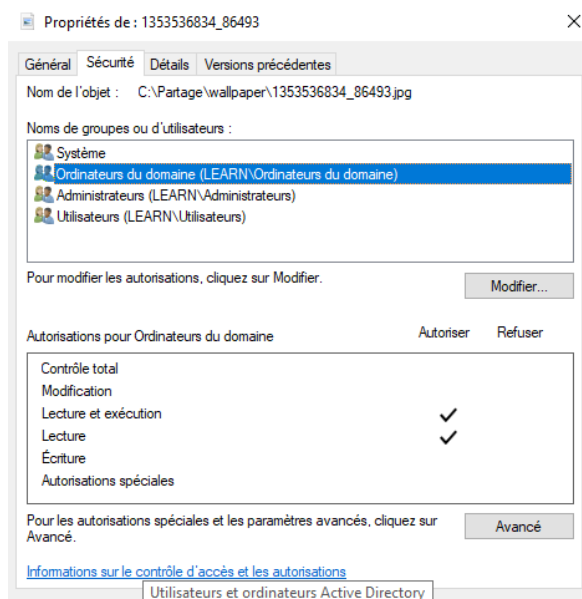 Propriétés de : 1353536834_86493
Général Sécurité Détails Versions précédentes
Nom de l'objet : C:\Partage\wallpaper\1353536834_86493.jpg
Noms de groupes ou d'utilisateurs :
Système
Ordinateurs du domaine (LEARN\Ordinateurs du domaine)
Administrateurs (LEARN\Administrateurs)
Utilisateurs (LEARN\Utilisateurs)
Pour modifier les autorisations, cliquez sur Modifier.
Modifier...
Autorisations pour Ordinateurs du domaine Autoriser Refuser
Contrôle total
Modification
Lecture et exécution
Lecture
Écriture
Autorisations spéciales
Pour les autorisations spéciales et les paramètres avancés, cliquez sur
Avancé.
Avancé
Informations sur le contrôle d'accès et les autorisations
Utilisateurs et ordinateurs Active Directory